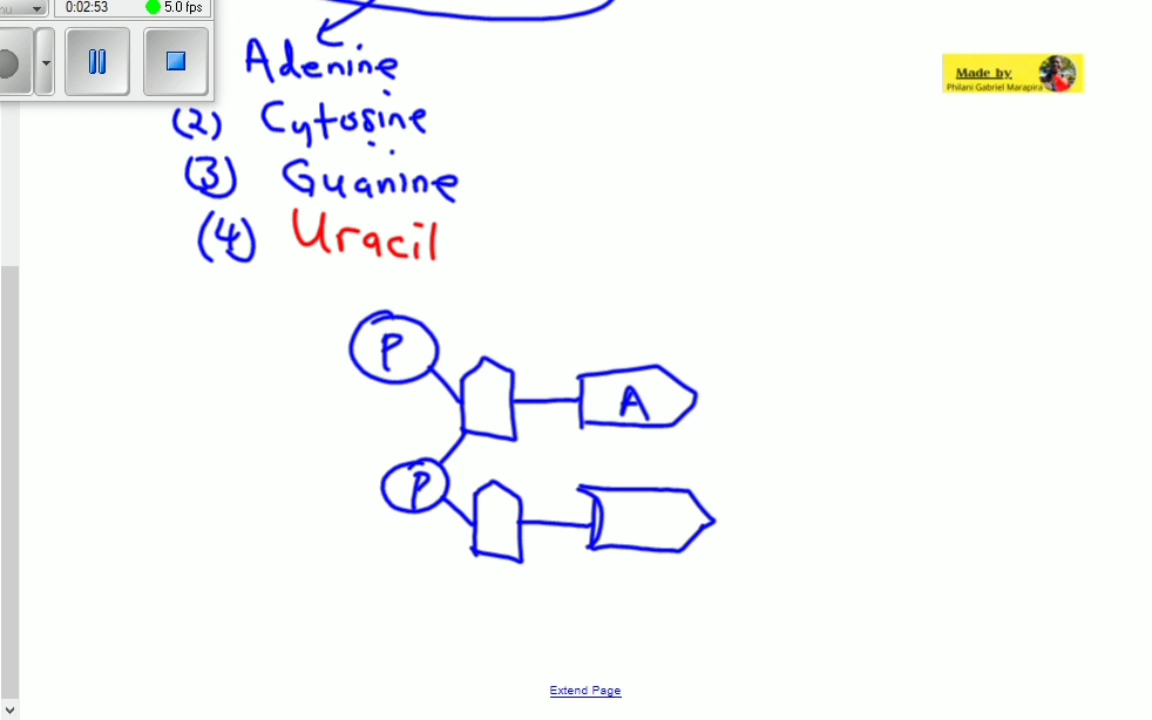 0:02:53 5.0 fps
Adenine
Made by
Philani Gabriel Marapira
(2) Cytosine
(3) Guanine
(4) Uracil
P
A
P
Extend Page